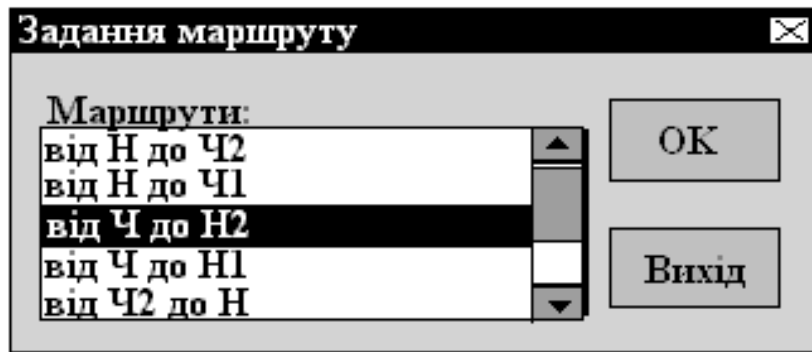 Задання маршруту
Маршрути:
від Н до Ч2
від Н до Ч1
від Ч до Н2
від Ч до Н1
від Ч2 до Н
OK
Вихід